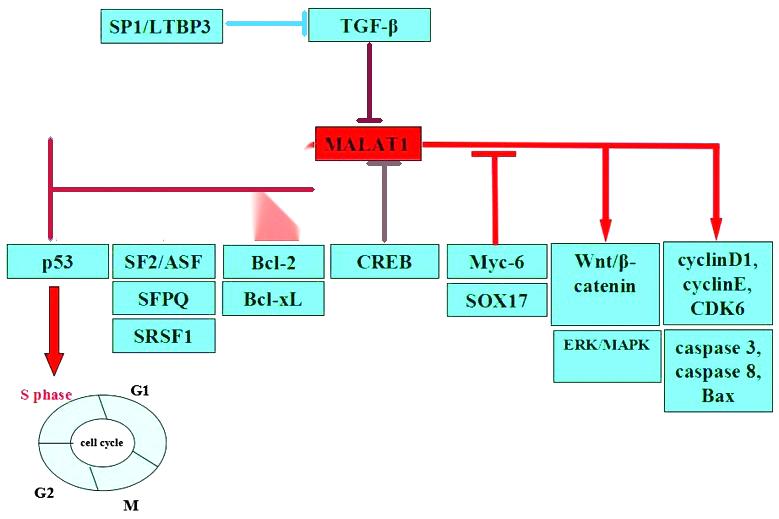 SP1/LTBP3
TGF-β
MALAT1
p53
SF2/ASF
SFPQ
SRSF1
Bcl-2
Bcl-xL
CREB
Myc-6
SOX17
Wnt/β-
catenin
ERK/MAPK
cyclinD1,
cyclinE,
CDK6
caspase 3,
caspase 8,
Bax
S phase
G1
cell cycle
G2
M